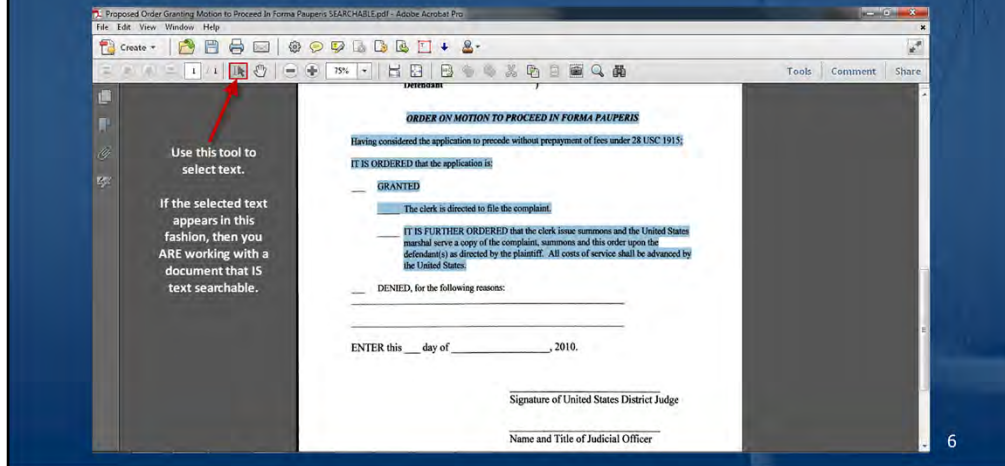 Proposed Order Granting Motion to Proceed In Forma Pauperis SEARCHABLE.pdf - Adobe Acrobat Pro
File Edit View Window Help
Create
1 / 1 75% Tools Comment Share
Defendant )
ORDER ON MOTION TO PROCEED IN FORMA PAUPERIS
Having considered the application to precede without prepayment of fees under 28 USC 1915;
IT IS ORDERED that the application is:
___ GRANTED
____ The clerk is directed to file the complaint.
____ IT IS FURTHER ORDERED that the clerk issue summons and the United States
marshal serve a copy of the complaint, summons and this order upon the
defendant(s) as directed by the plaintiff. All costs of service shall be advanced by
the United States.
___ DENIED, for the following reasons:
ENTER this ___ day of ________________, 2010.
Signature of United States District Judge
Name and Title of Judicial Officer
Use this tool to
select text.
If the selected text
appears in this
fashion, then you
ARE working with a
document that IS
text searchable.
6